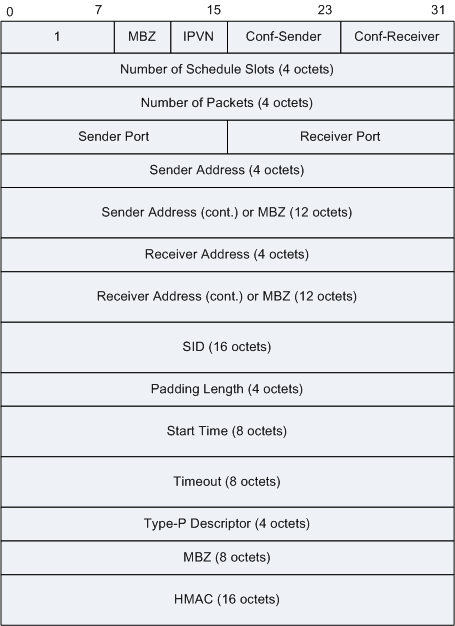 0 7 15 23 31
1 MBZ IPVN Conf-Sender Conf-Receiver
Number of Schedule Slots (4 octets)
Number of Packets (4 octets)
Sender Port Receiver Port
Sender Address (4 octets)
Sender Address (cont.) or MBZ (12 octets)
Receiver Address (4 octets)
Receiver Address (cont.) or MBZ (12 octets)
SID (16 octets)
Padding Length (4 octets)
Start Time (8 octets)
Timeout (8 octets)
Type-P Descriptor (4 octets)
MBZ (8 octets)
HMAC (16 octets)